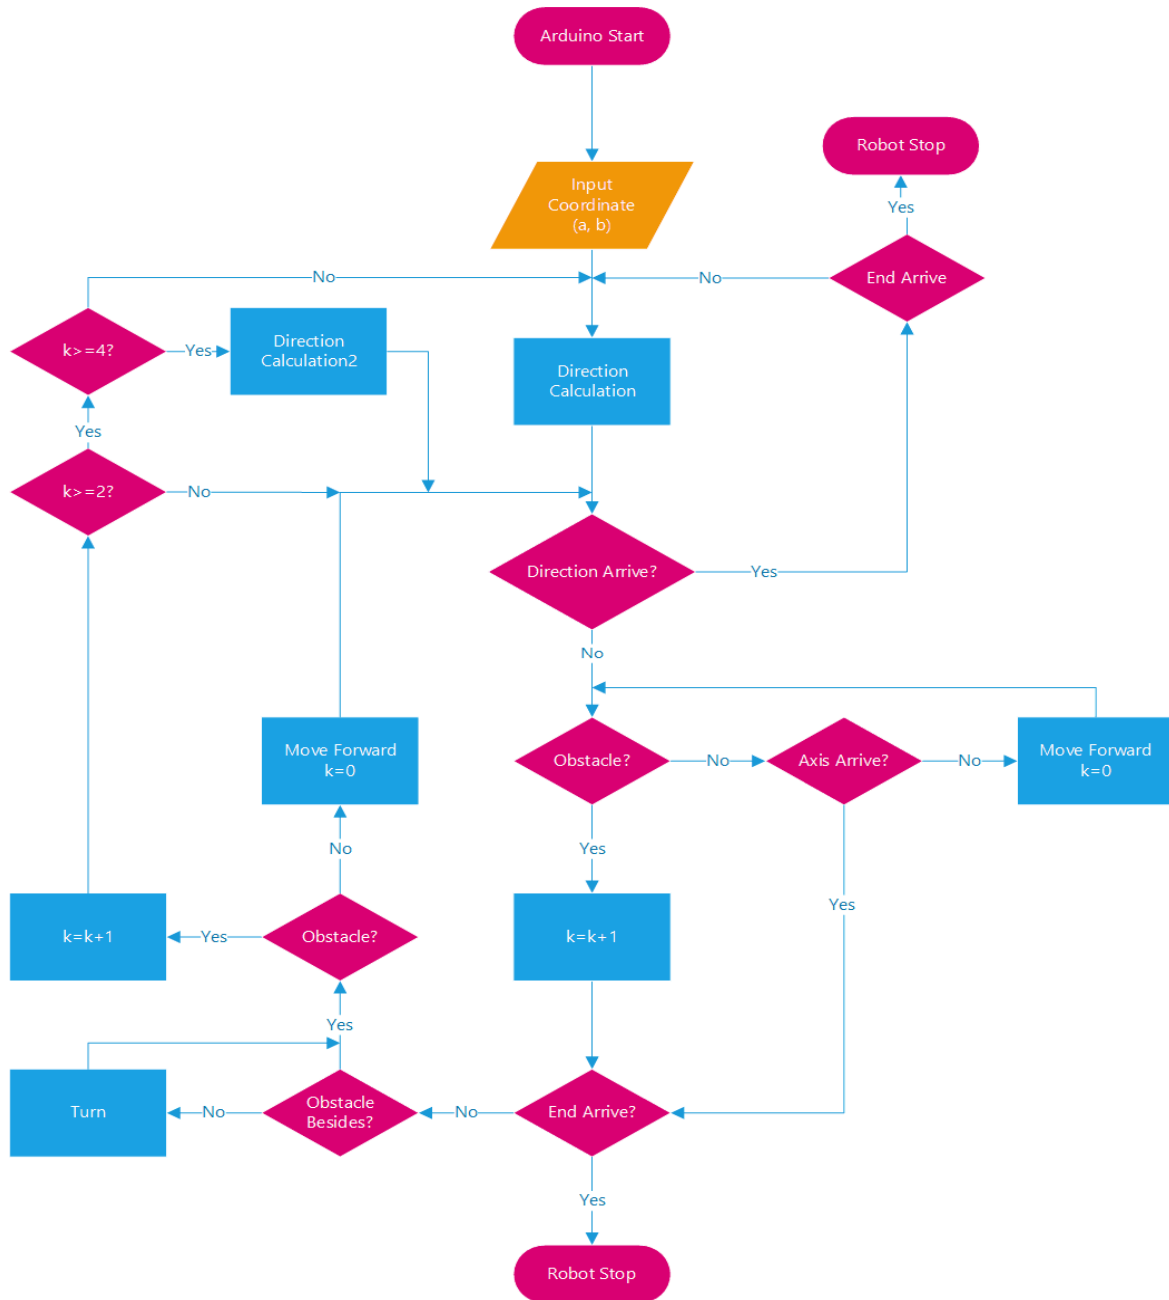 Arduino Start
Robot Stop
Input
Coordinate
(a, b)
Yes
End Arrive
No
No
k>=4?
Yes
Direction
Calculation2
Direction
Calculation
Yes
k>=2?
No
Direction Arrive?
Yes
No
Move Forward
k=0
Obstacle?
No
Axis Arrive?
No
Move Forward
k=0
No
Yes
Yes
k=k+1
Yes
Obstacle?
k=k+1
Yes
Turn
No
Obstacle
Besides?
No
End Arrive?
Yes
Robot Stop